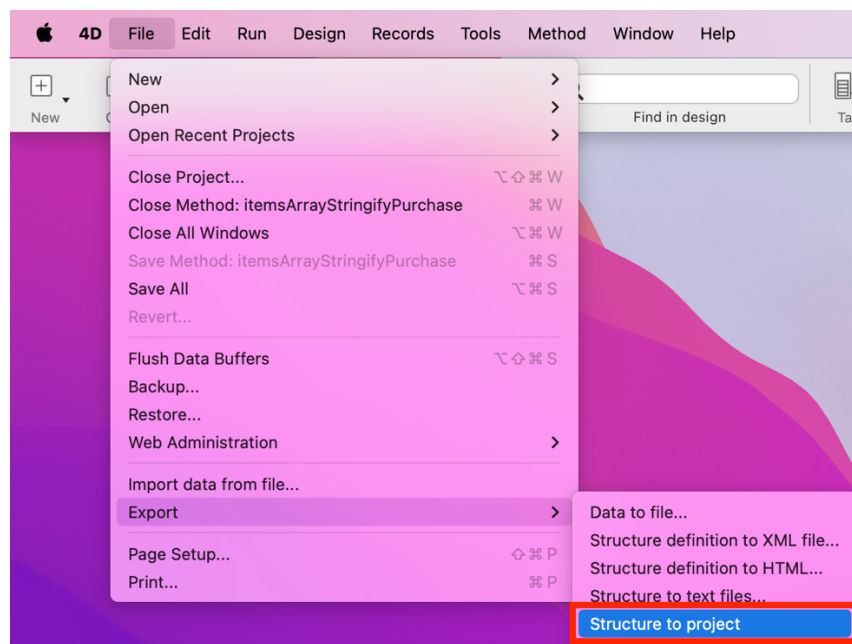 4D File Edit Run Design Records Tools Method Window Help
New
Find in design
New
Open
Open Recent Projects
Close Project... ⌥⇧⌘W
Close Method: itemsArrayStringifyPurchase ⌘W
Close All Windows ⌥⌘W
Save Method: itemsArrayStringifyPurchase ⌘S
Save All ⌥⌘S
Revert...
Flush Data Buffers ⌥⇧⌘S
Backup...
Restore...
Web Administration
Import data from file...
Export
Page Setup... ⇧⌘P
Print... ⌘P
Data to file...
Structure definition to XML file...
Structure definition to HTML...
Structure to text files...
Structure to project